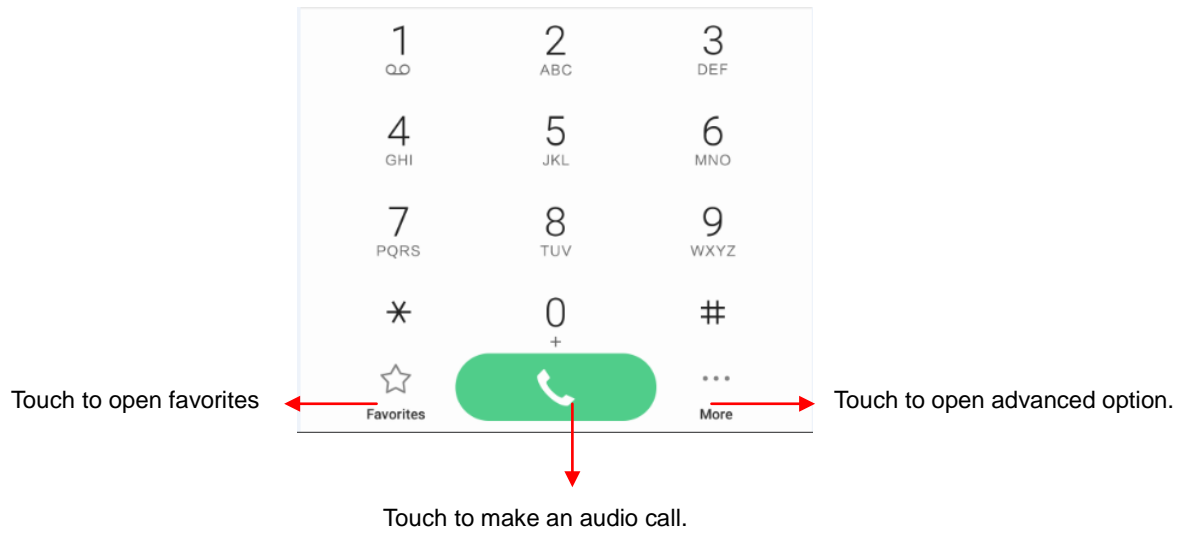 1 2 3
ABC DEF
4 5 6
GHI JKL MNO
7 8 9
PQRS TUV WXYZ
* 0 #
+
Touch to open favorites Favorites More Touch to open advanced option.
Touch to make an audio call.